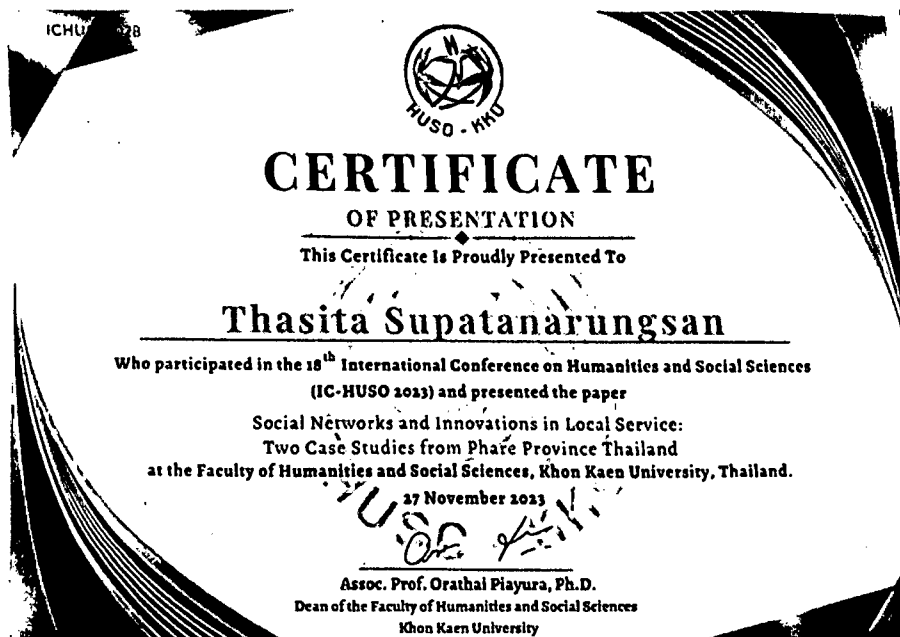 HUSO - KKU
CERTIFICATE
OF PRESENTATION
This Certificate Is Proudly Presented To
Thasita Supatanarungsan
Who participated in the 18th International Conference on Humanities and Social Sciences
(IC-HUSO 2023) and presented the paper
Social Networks and Innovations in Local Service:
Two Case Studies from Phare Province Thailand
at the Faculty of Humanities and Social Sciences, Khon Kaen University, Thailand.
27 November 2023
Assoc. Prof. Orathai Piayura, Ph.D.
Dean of the Faculty of Humanities and Social Sciences
Khon Kaen University